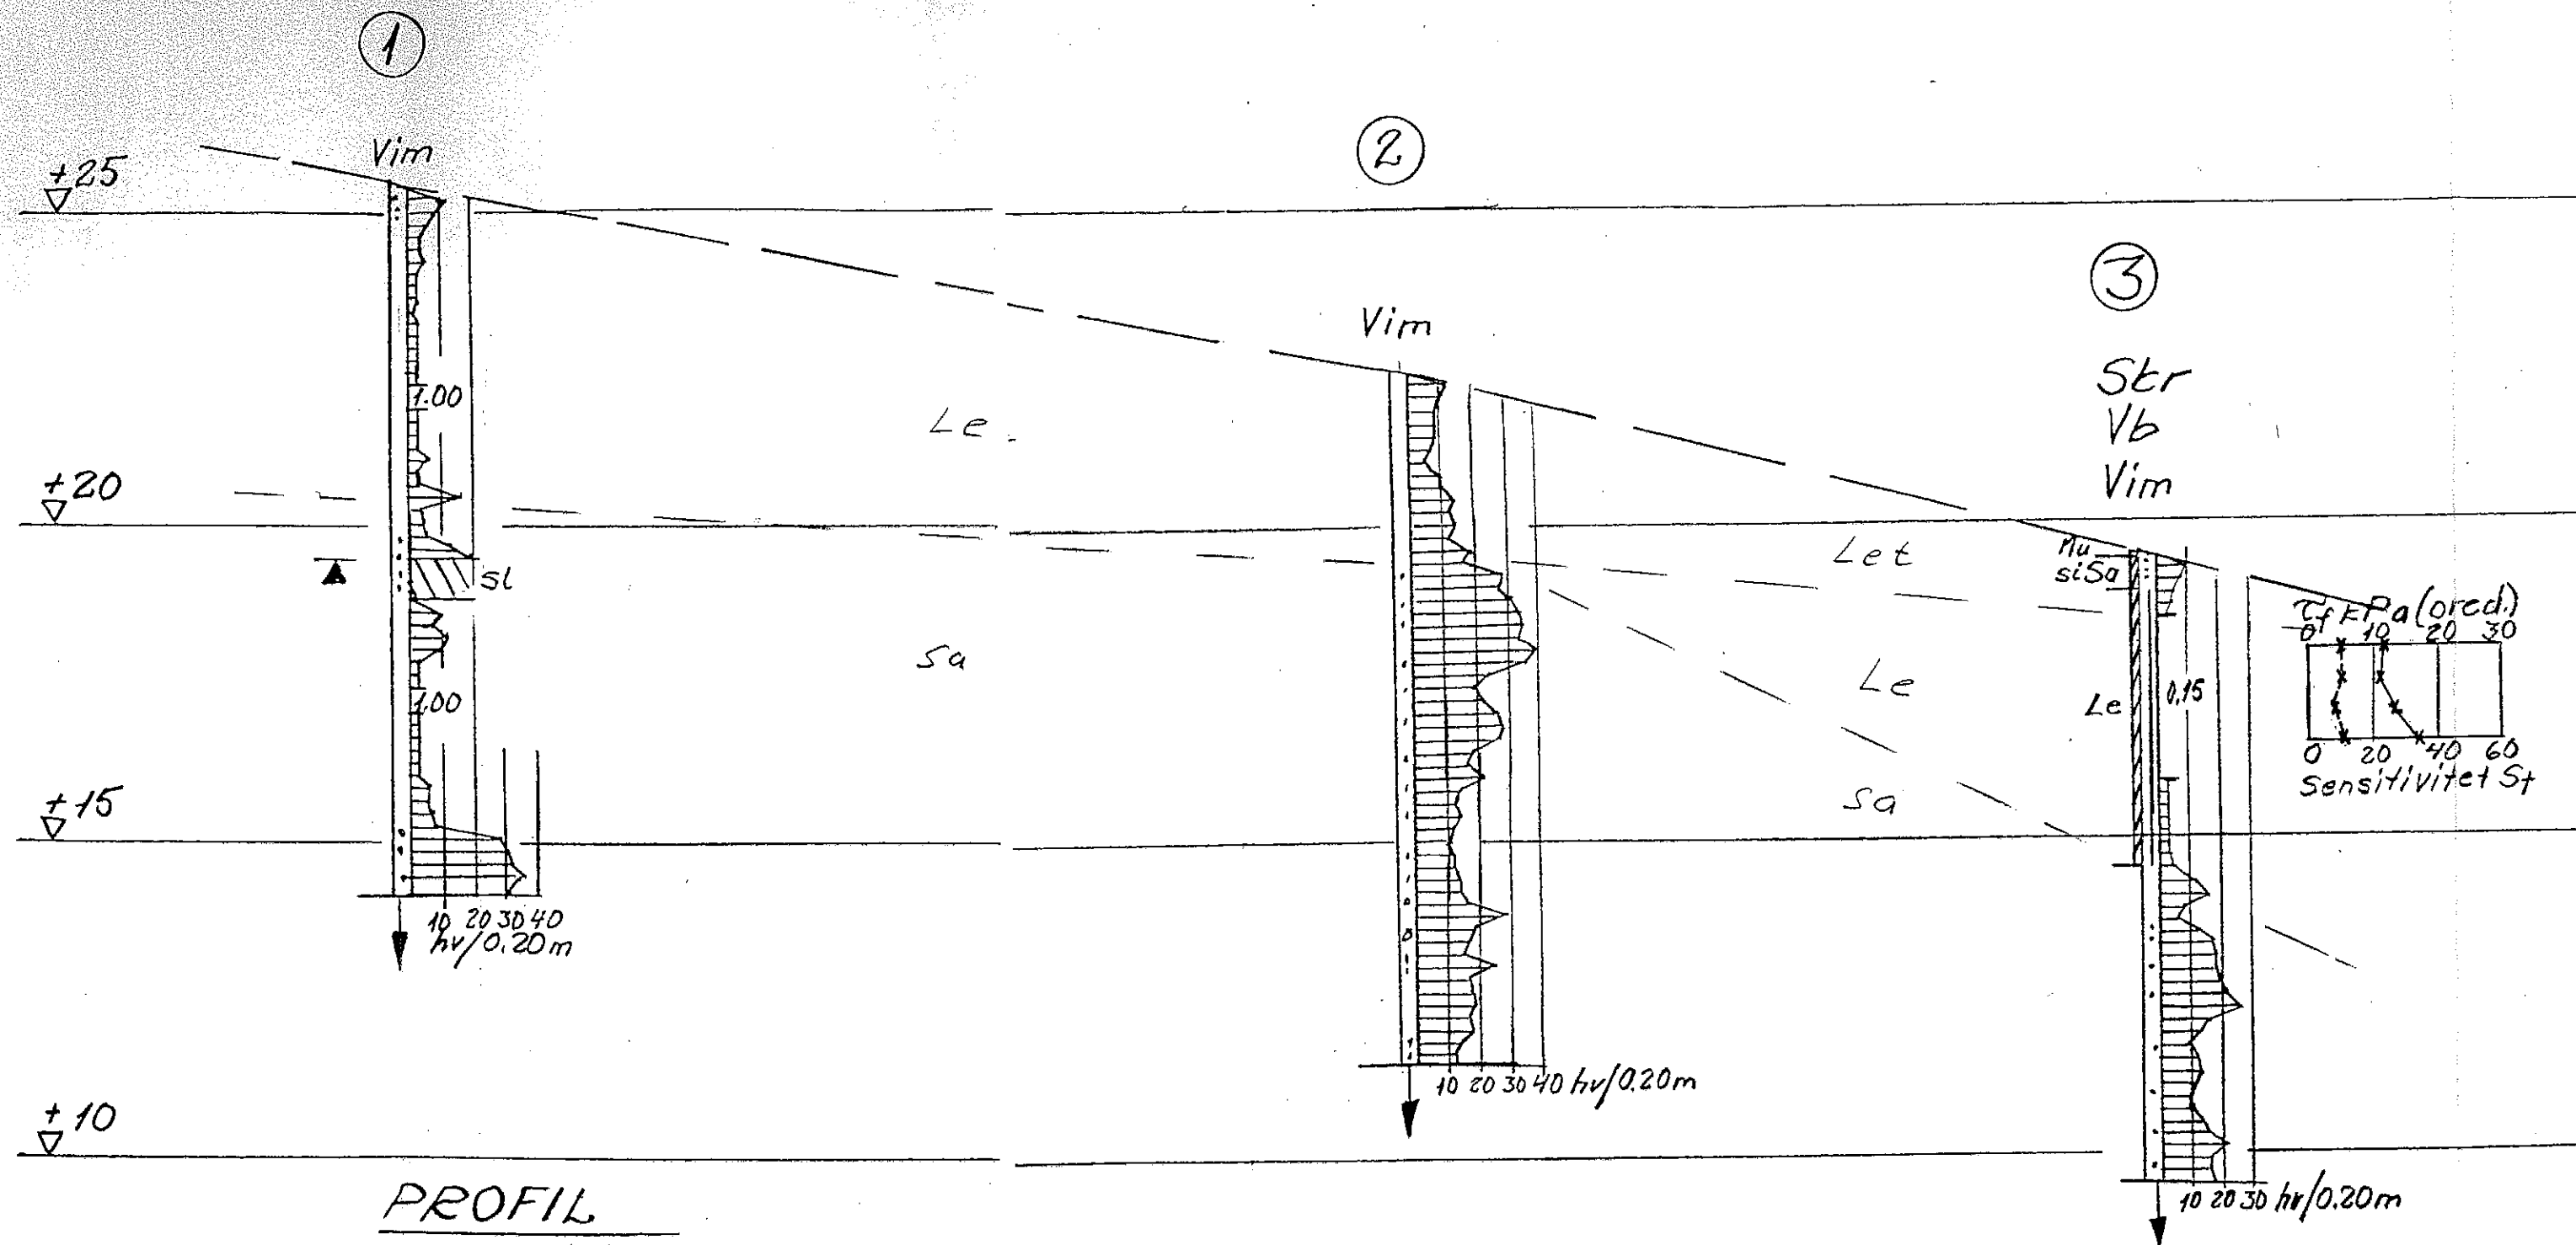 1
Vim
+25
2
Vim
3
Str
Vb
Vim
1.00
Le
+20
sl
Let
Mu
siSa
τf kPa (ored.)
0 10 20 30
Sa
Le
Le
0,15
1.00
0 20 40 60
Sensitivitet St
+15
Sa
10 20 30 40
hv/0.20m
10 20 30 40 hv/0.20m
+10
10 20 30 hv/0.20m
PROFIL